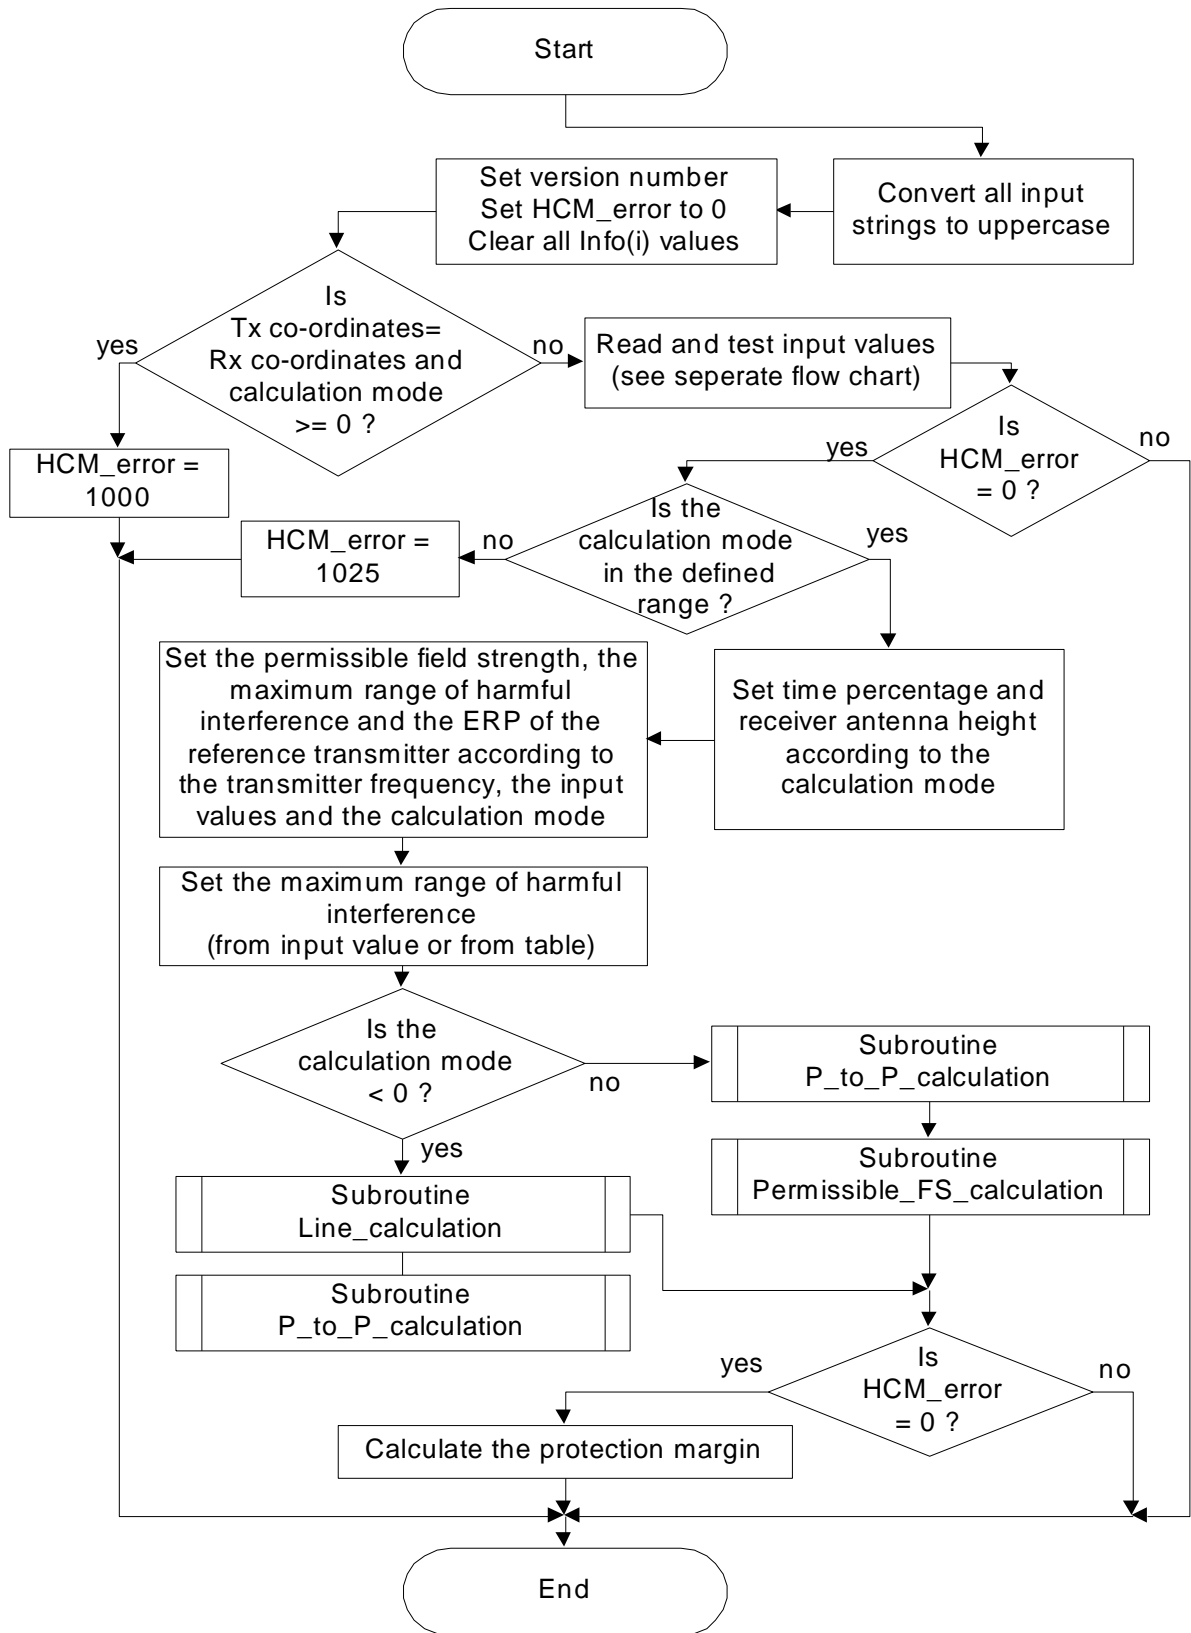 Start
Convert all input
strings to uppercase
Set version number
Set HCM_error to 0
Clear all Info(i) values
Is
Tx co-ordinates=
Rx co-ordinates and
calculation mode
>= 0 ?
yes
no
Read and test input values
(see seperate flow chart)
HCM_error =
1000
Is
HCM_error
= 0 ?
yes
no
Is the
calculation mode
in the defined
range ?
no
yes
HCM_error =
1025
Set time percentage and
receiver antenna height
according to the
calculation mode
Set the permissible field strength, the
maximum range of harmful
interference and the ERP of the
reference transmitter according to
the transmitter frequency, the input
values and the calculation mode
Set the maximum range of harmful
interference
(from input value or from table)
Is the
calculation mode
< 0 ?
no
yes
Subroutine
P_to_P_calculation
Subroutine
Permissible_FS_calculation
Subroutine
Line_calculation
Subroutine
P_to_P_calculation
Is
HCM_error
= 0 ?
yes
no
Calculate the protection margin
End